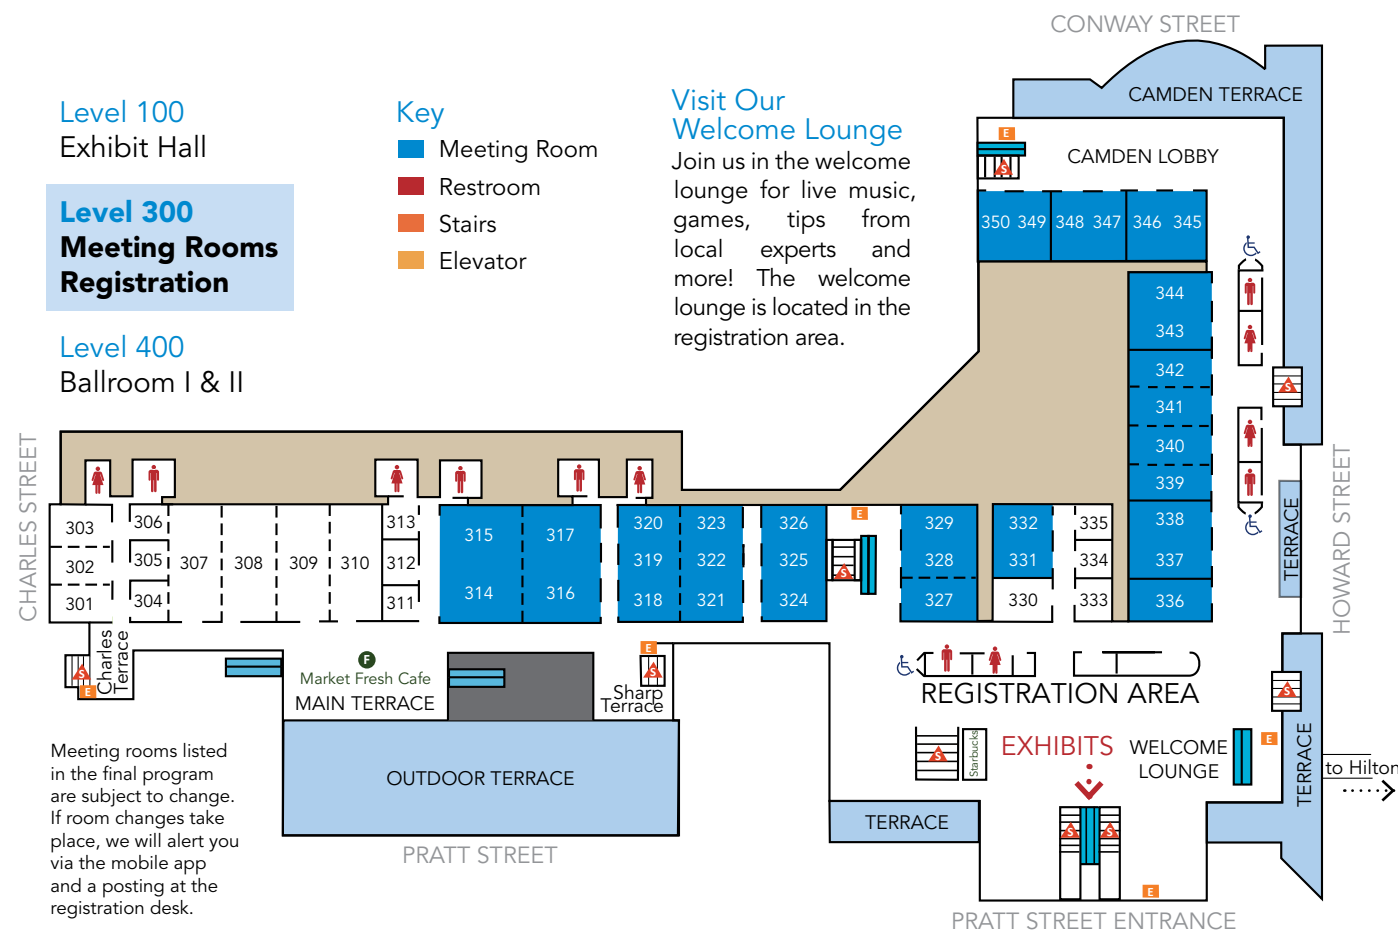 CONWAY STREET
Level 100
Exhibit Hall
Level 300
Meeting Rooms
Registration
Level 400
Ballroom I & II
Key
Meeting Room
Restroom
Stairs
Elevator
Visit Our
Welcome Lounge
Join us in the welcome
lounge for live music,
games, tips from
local experts and
more! The welcome
lounge is located in the
registration area.
CAMDEN TERRACE
E
CAMDEN LOBBY
S
350 349 348 347 346 345
344
343
342
341
340
339
338
337
336
S
CHARLES STREET
HOWARD STREET
TERRACE
303
302
301
306
305
304
307
308
309
310
313
312
311
315
314
317
316
320
319
318
323
322
321
326
325
324
E
S
329
328
327
332
331
330
335
334
333
S
E
Charles
Terrace
F
Market Fresh Cafe
MAIN TERRACE
E
S
Sharp
Terrace
OUTDOOR TERRACE
PRATT STREET
REGISTRATION AREA
S
Starbucks
EXHIBITS
WELCOME
LOUNGE
E
S
TERRACE
to Hilton
TERRACE
S
S
E
PRATT STREET ENTRANCE
Meeting rooms listed
in the final program
are subject to change.
If room changes take
place, we will alert you
via the mobile app
and a posting at the
registration desk.